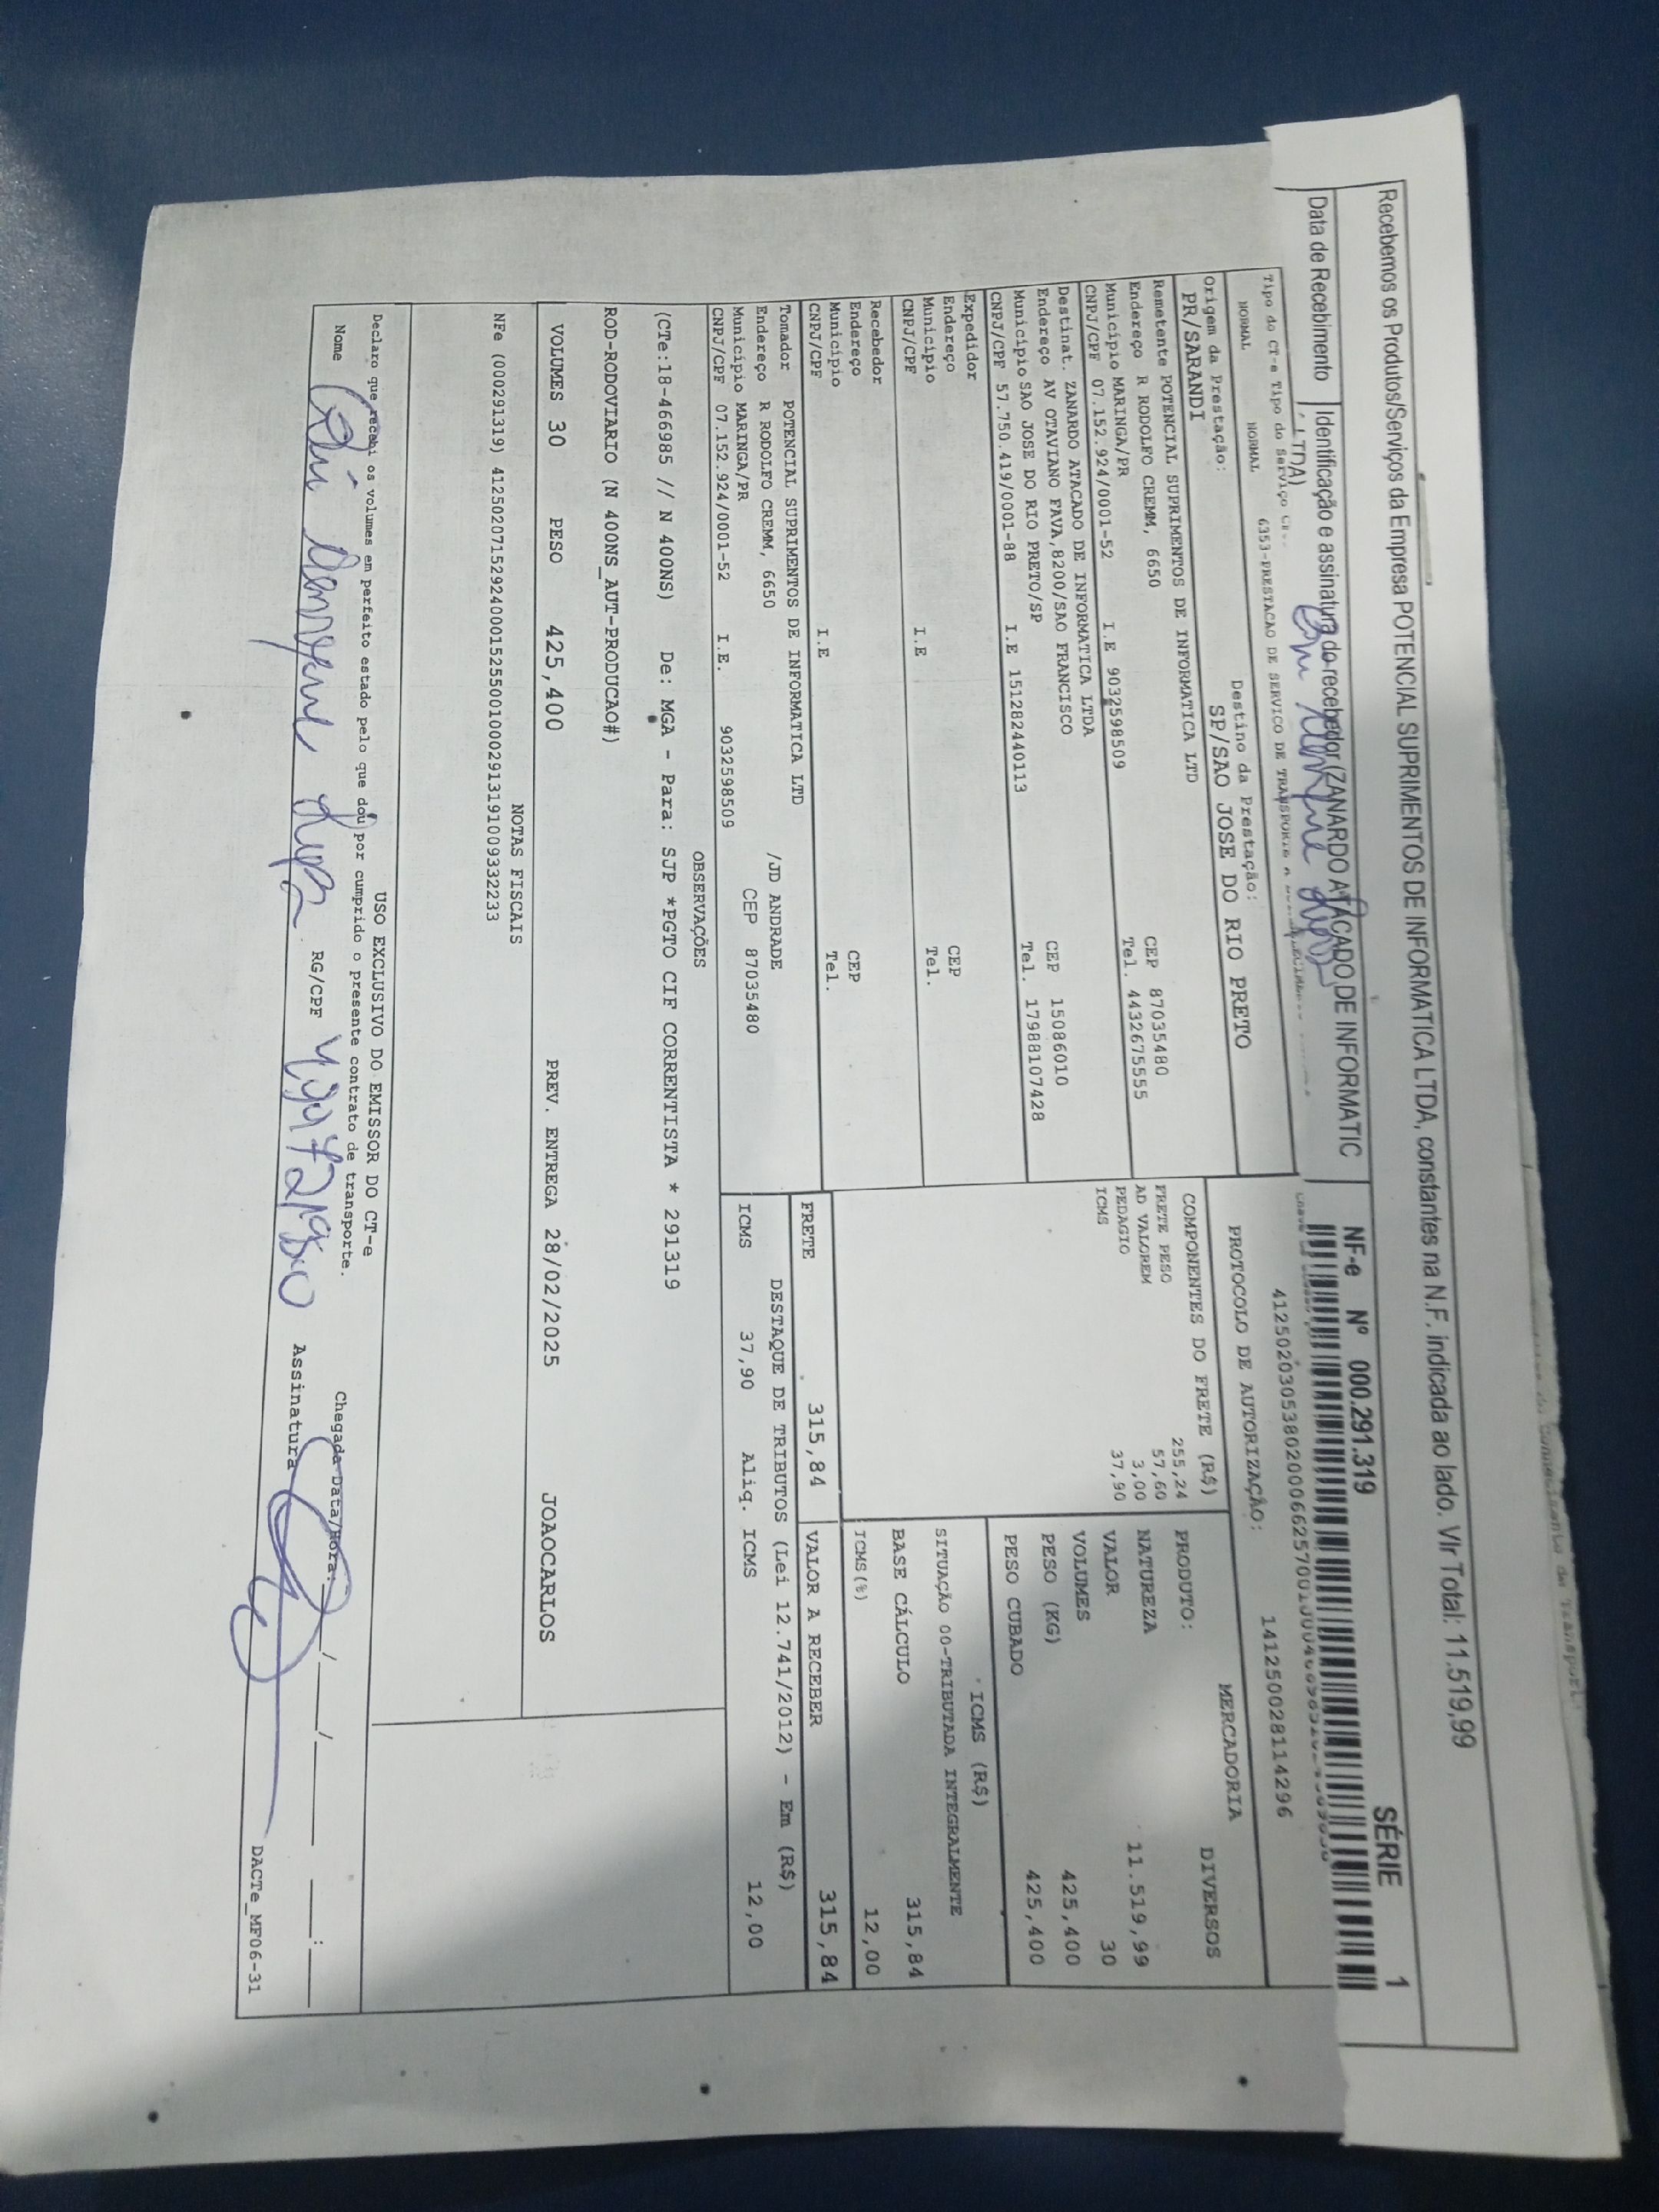 Recebemos os Produtos/Serviços da Empresa POTENCIAL SUPRIMENTOS DE INFORMATICA LTDA, constantes na N.F. indicada ao lado. Vlr Total: 11.519,99
NF-e Nº 000.291.319 SÉRIE 1
Data de Recebimento
Identificação e assinatura do recebedor (ZANARDO ATACADO DE INFORMATIC
LTDA)
Tipo do CT-e Tipo do Serviço
NORMAL NORMAL 6353-PRESTACAO DE SERVICO DE TRANSPORTE A
PROTOCOLO DE AUTORIZAÇÃO: 141250028114296
Origem da Prestação: Destino da Prestação:
PR/SARANDI SP/SAO JOSE DO RIO PRETO
Remetente POTENCIAL SUPRIMENTOS DE INFORMATICA LTD
Endereço R RODOLFO CREMM, 6650 CEP 87035480
Município MARINGA/PR Tel. 4432675555
CNPJ/CPF 07.152.924/0001-52 I.E 9032598509
Destinat. ZANARDO ATACADO DE INFORMATICA LTDA
Endereço AV OTAVIANO FAVA,8200/SAO FRANCISCO CEP 15086010
Município SAO JOSE DO RIO PRETO/SP Tel. 17988107428
CNPJ/CPF 57.750.419/0001-88 I.E 151282440113
Expedidor
Endereço CEP
Município Tel.
CNPJ/CPF I.E
Recebedor
Endereço CEP
Município Tel.
CNPJ/CPF I.E
Tomador POTENCIAL SUPRIMENTOS DE INFORMATICA LTD
Endereço R RODOLFO CREMM, 6650 /JD ANDRADE
Município MARINGA/PR CEP 87035480
CNPJ/CPF 07.152.924/0001-52 I.E. 9032598509
COMPONENTES DO FRETE (R$)
FRETE PESO 255,24
AD VALOREM 57,60
PEDAGIO 3,00
ICMS 37,90
MERCADORIA
PRODUTO: DIVERSOS
NATUREZA
VALOR 11.519,99
VOLUMES 30
PESO (KG) 425,400
PESO CUBADO 425,400
ICMS (R$)
SITUAÇÃO 00-TRIBUTADA INTEGRALMENTE
BASE CÁLCULO 315,84
ICMS(%) 12,00
FRETE 315,84 VALOR A RECEBER 315,84
DESTAQUE DE TRIBUTOS (Lei 12.741/2012) - Em (R$)
ICMS 37,90 Aliq. ICMS 12,00
OBSERVAÇÕES
(CTe:18-466985 // N 400NS) De: MGA - Para: SJP *PGTO CIF CORRENTISTA * 291319
ROD-RODOVIARIO (N 400NS_AUT-PRODUCAO#)
VOLUMES 30 PESO 425,400 PREV. ENTREGA 28/02/2025 JOAOCARLOS
NOTAS FISCAIS
NFe (000291319) 41250207152924000152550010002913191009332233
USO EXCLUSIVO DO EMISSOR DO CT-e
Declaro que recebi os volumes em perfeito estado pelo que dou por cumprido o presente contrato de transporte.
Chegada Data/Hora: __/__/____ __:__
Nome RG/CPF Assinatura
DACTe_MF06-31